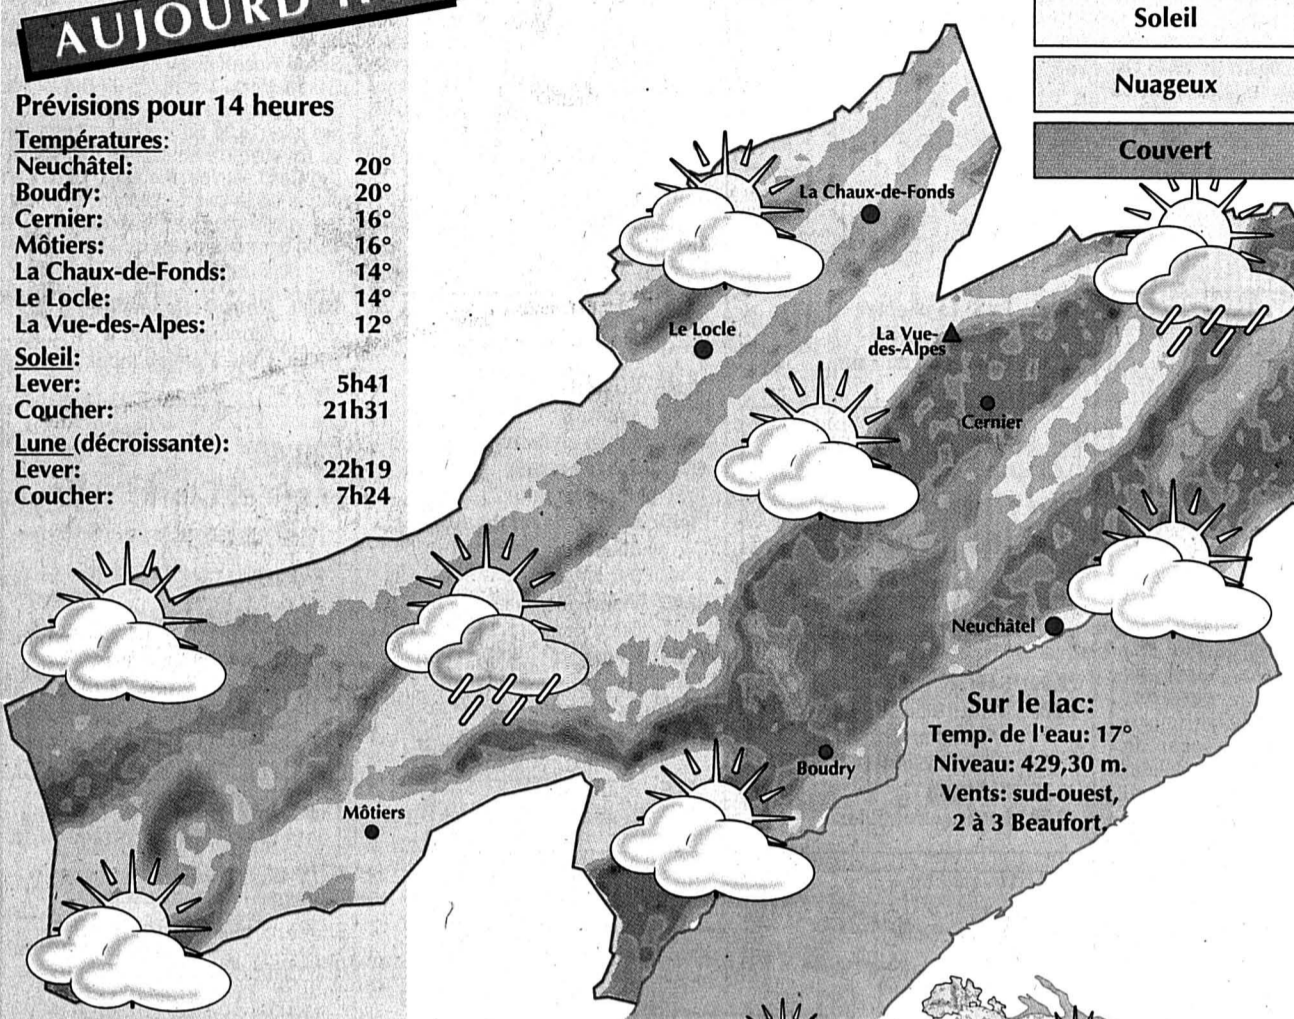 AUJOURD'H
Prévisions pour 14 heures
Températures:
Neuchâtel: 20°
Boudry: 20°
Cernier: 16°
Môtiers: 16°
La Chaux-de-Fonds: 14°
Le Locle: 14°
La Vue-des-Alpes: 12°
Soleil:
Lever: 5h41
Coucher: 21h31
Lune (décroissante):
Lever: 22h19
Coucher: 7h24
Soleil
Nuageux
Couvert
La Chaux-de-Fonds
Le Locle
La Vue-
des-Alpes
Cernier
Neuchâtel
Boudry
Môtiers
Sur le lac:
Temp. de l'eau: 17°
Niveau: 429,30 m.
Vents: sud-ouest,
2 à 3 Beaufort.